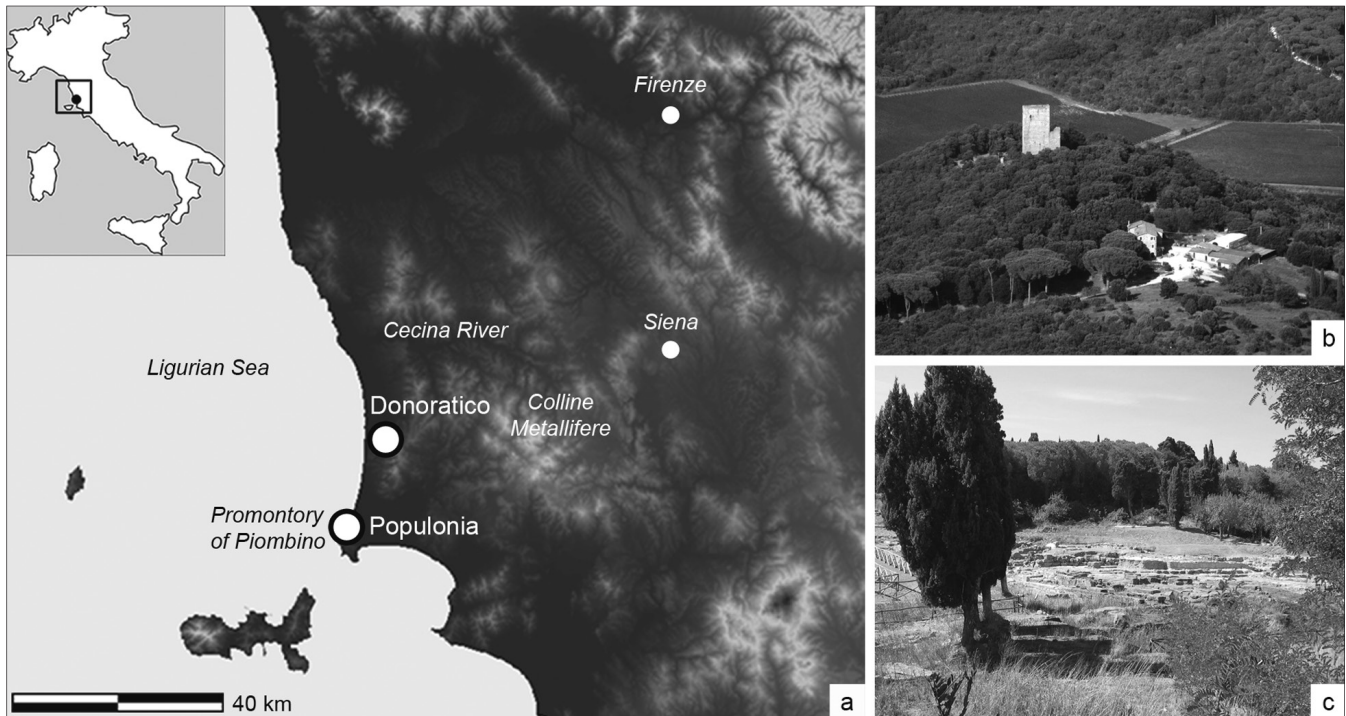 Firenze
Cecina River
Siena
Ligurian Sea
Donoratico
Colline
Metallifere
Promontory
of Piombino
Populonia
40 km
a
b
c